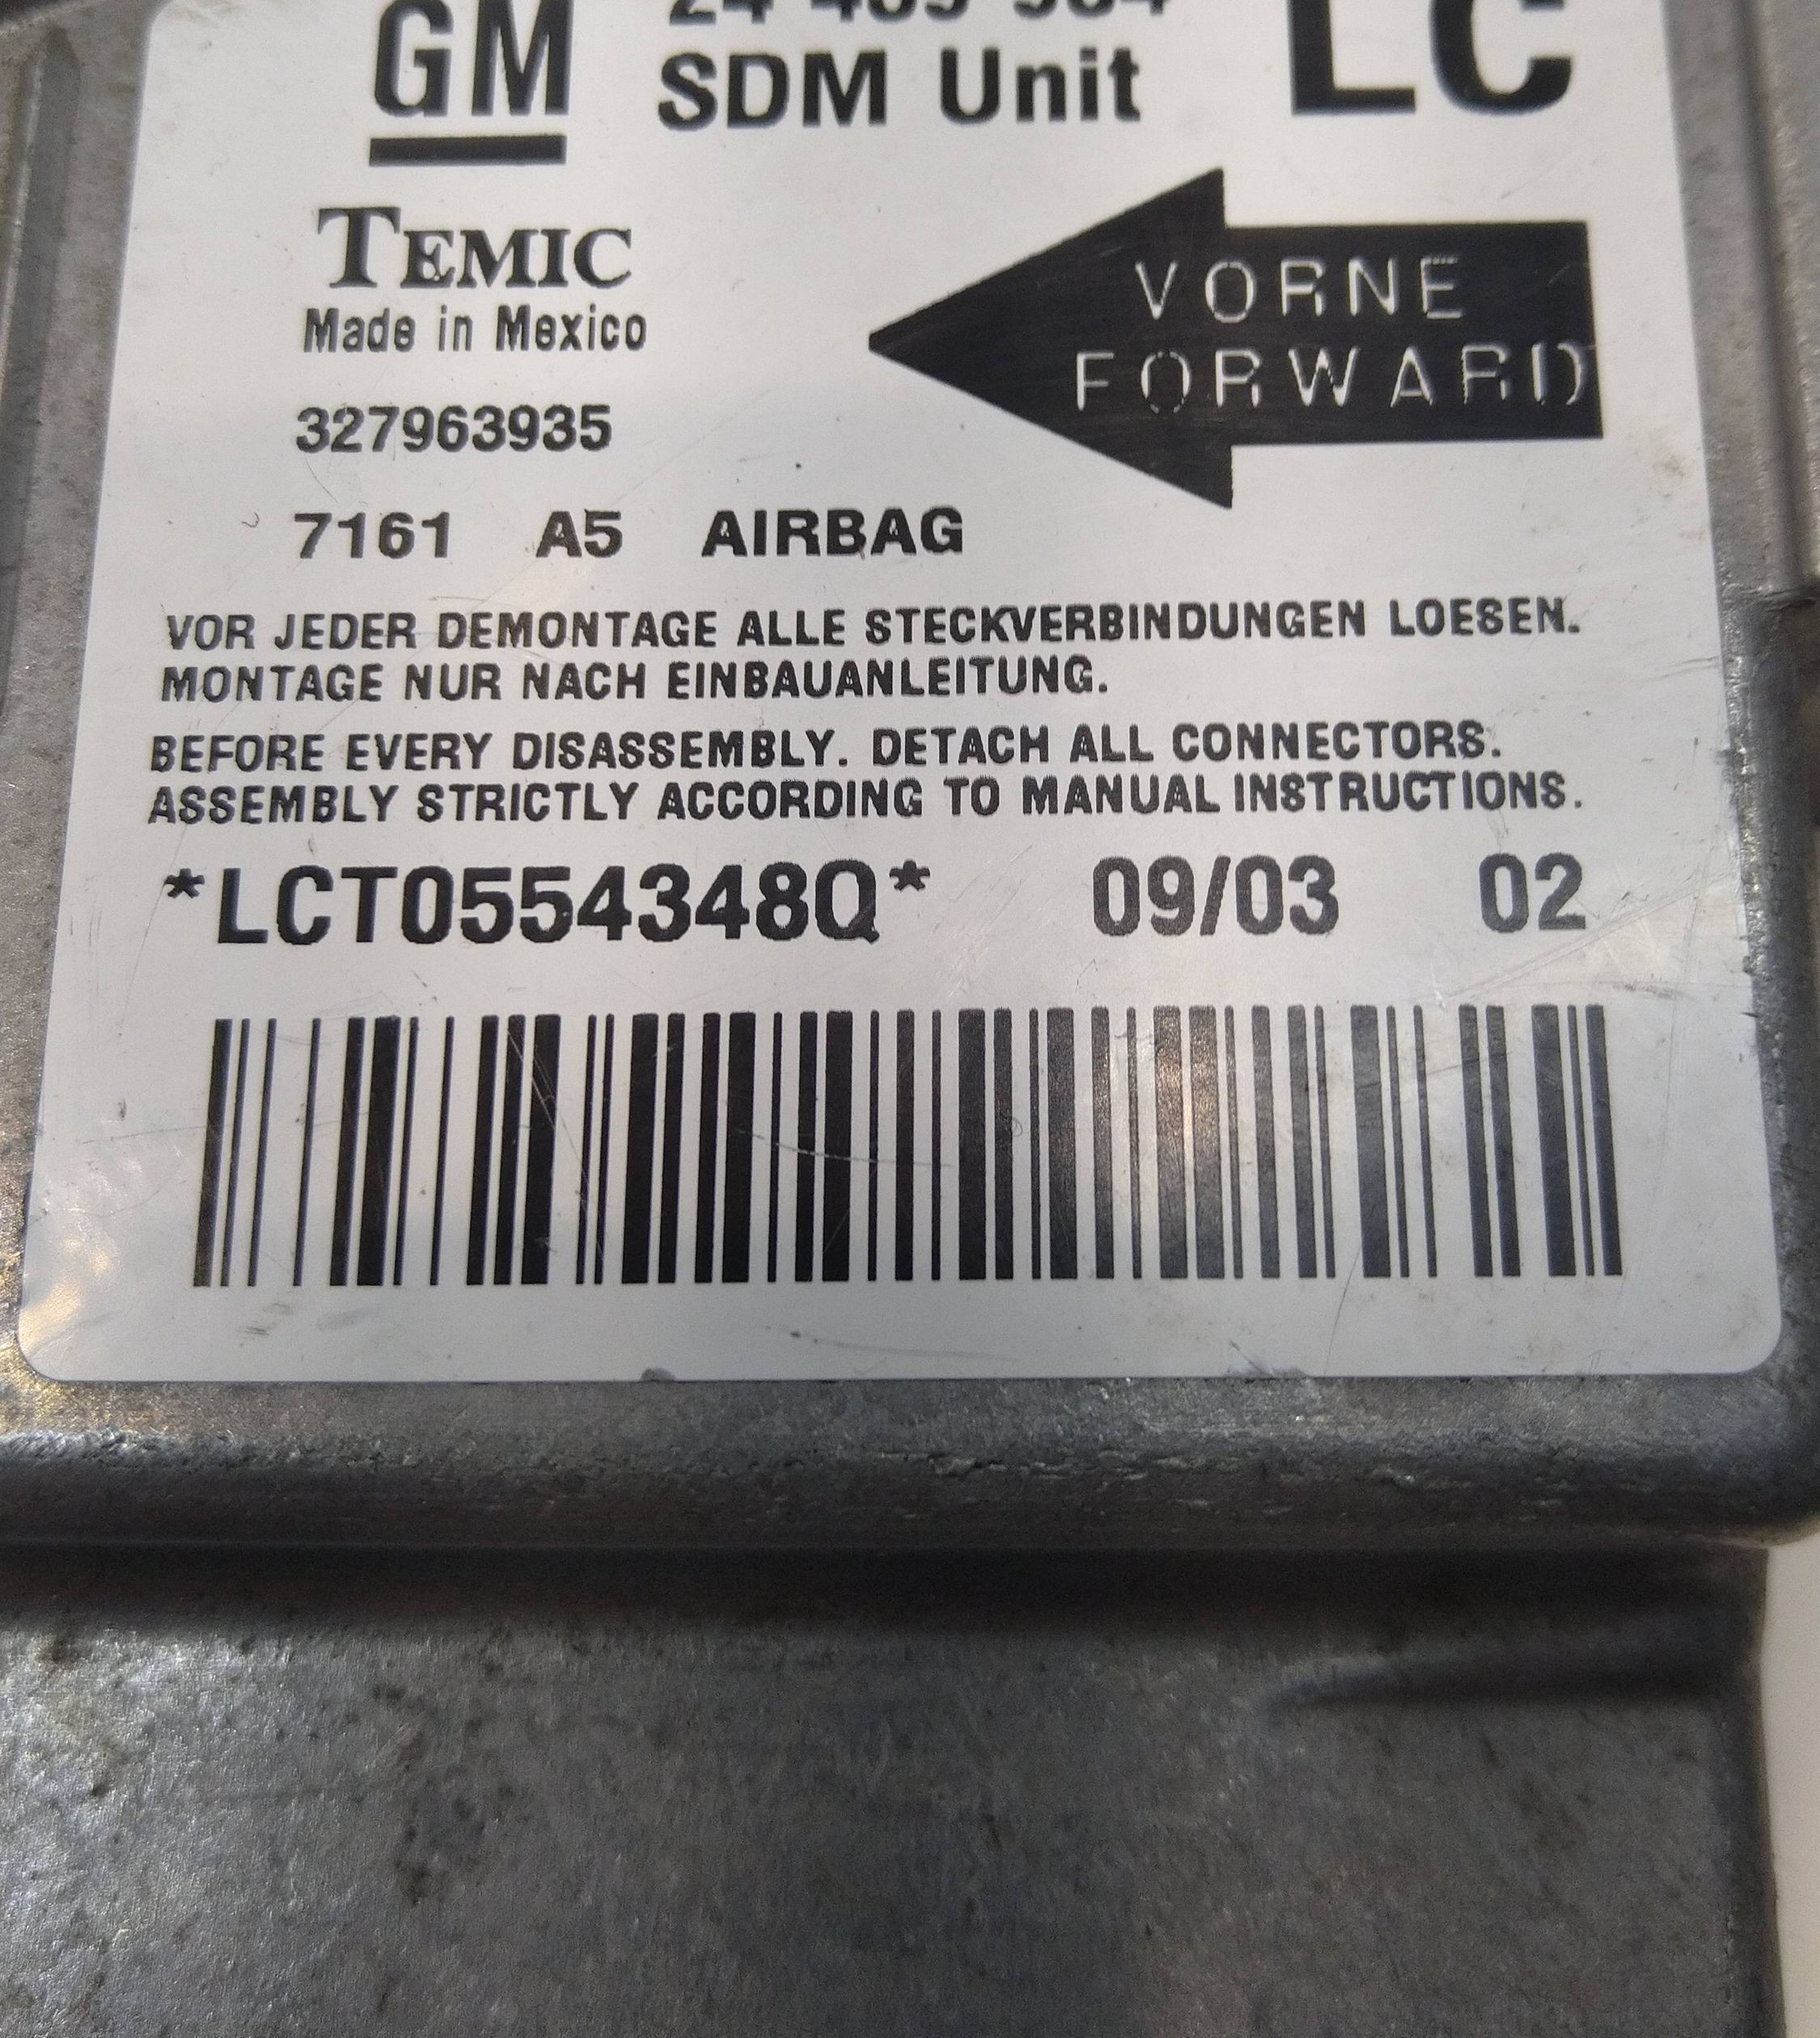 GM SDM Unit LC
TEMIC
Made in Mexico
VORNE
FORWARD
327963935
7161 A5 AIRBAG
VOR JEDER DEMONTAGE ALLE STECKVERBINDUNGEN LOESEN.
MONTAGE NUR NACH EINBAUANLEITUNG.
BEFORE EVERY DISASSEMBLY. DETACH ALL CONNECTORS.
ASSEMBLY STRICTLY ACCORDING TO MANUAL INSTRUCTIONS.
*LCT0554348Q* 09/03 02